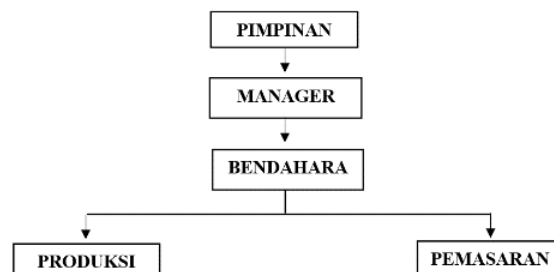 PIMPINAN
MANAGER
BENDAHARA
PRODUKSI
PEMASARAN